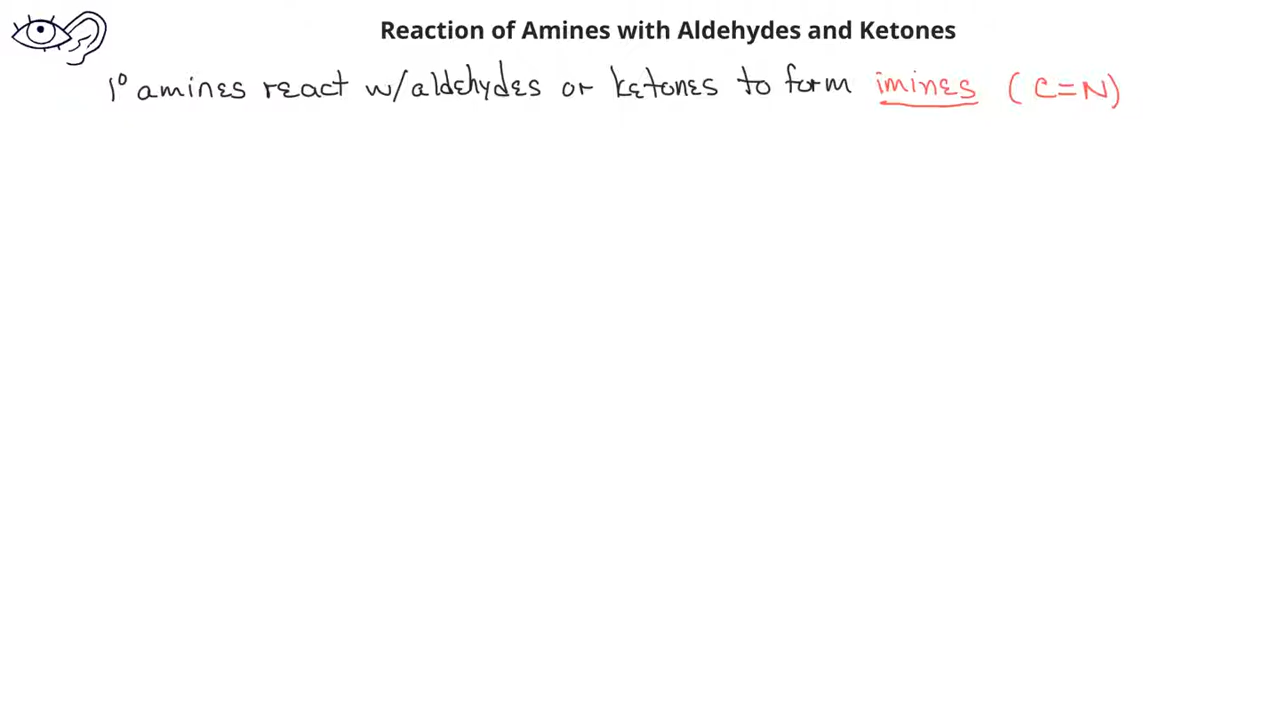 Reaction of Amines with Aldehydes and Ketones
1° amines react w/aldehydes or ketones to form imines (C=N)